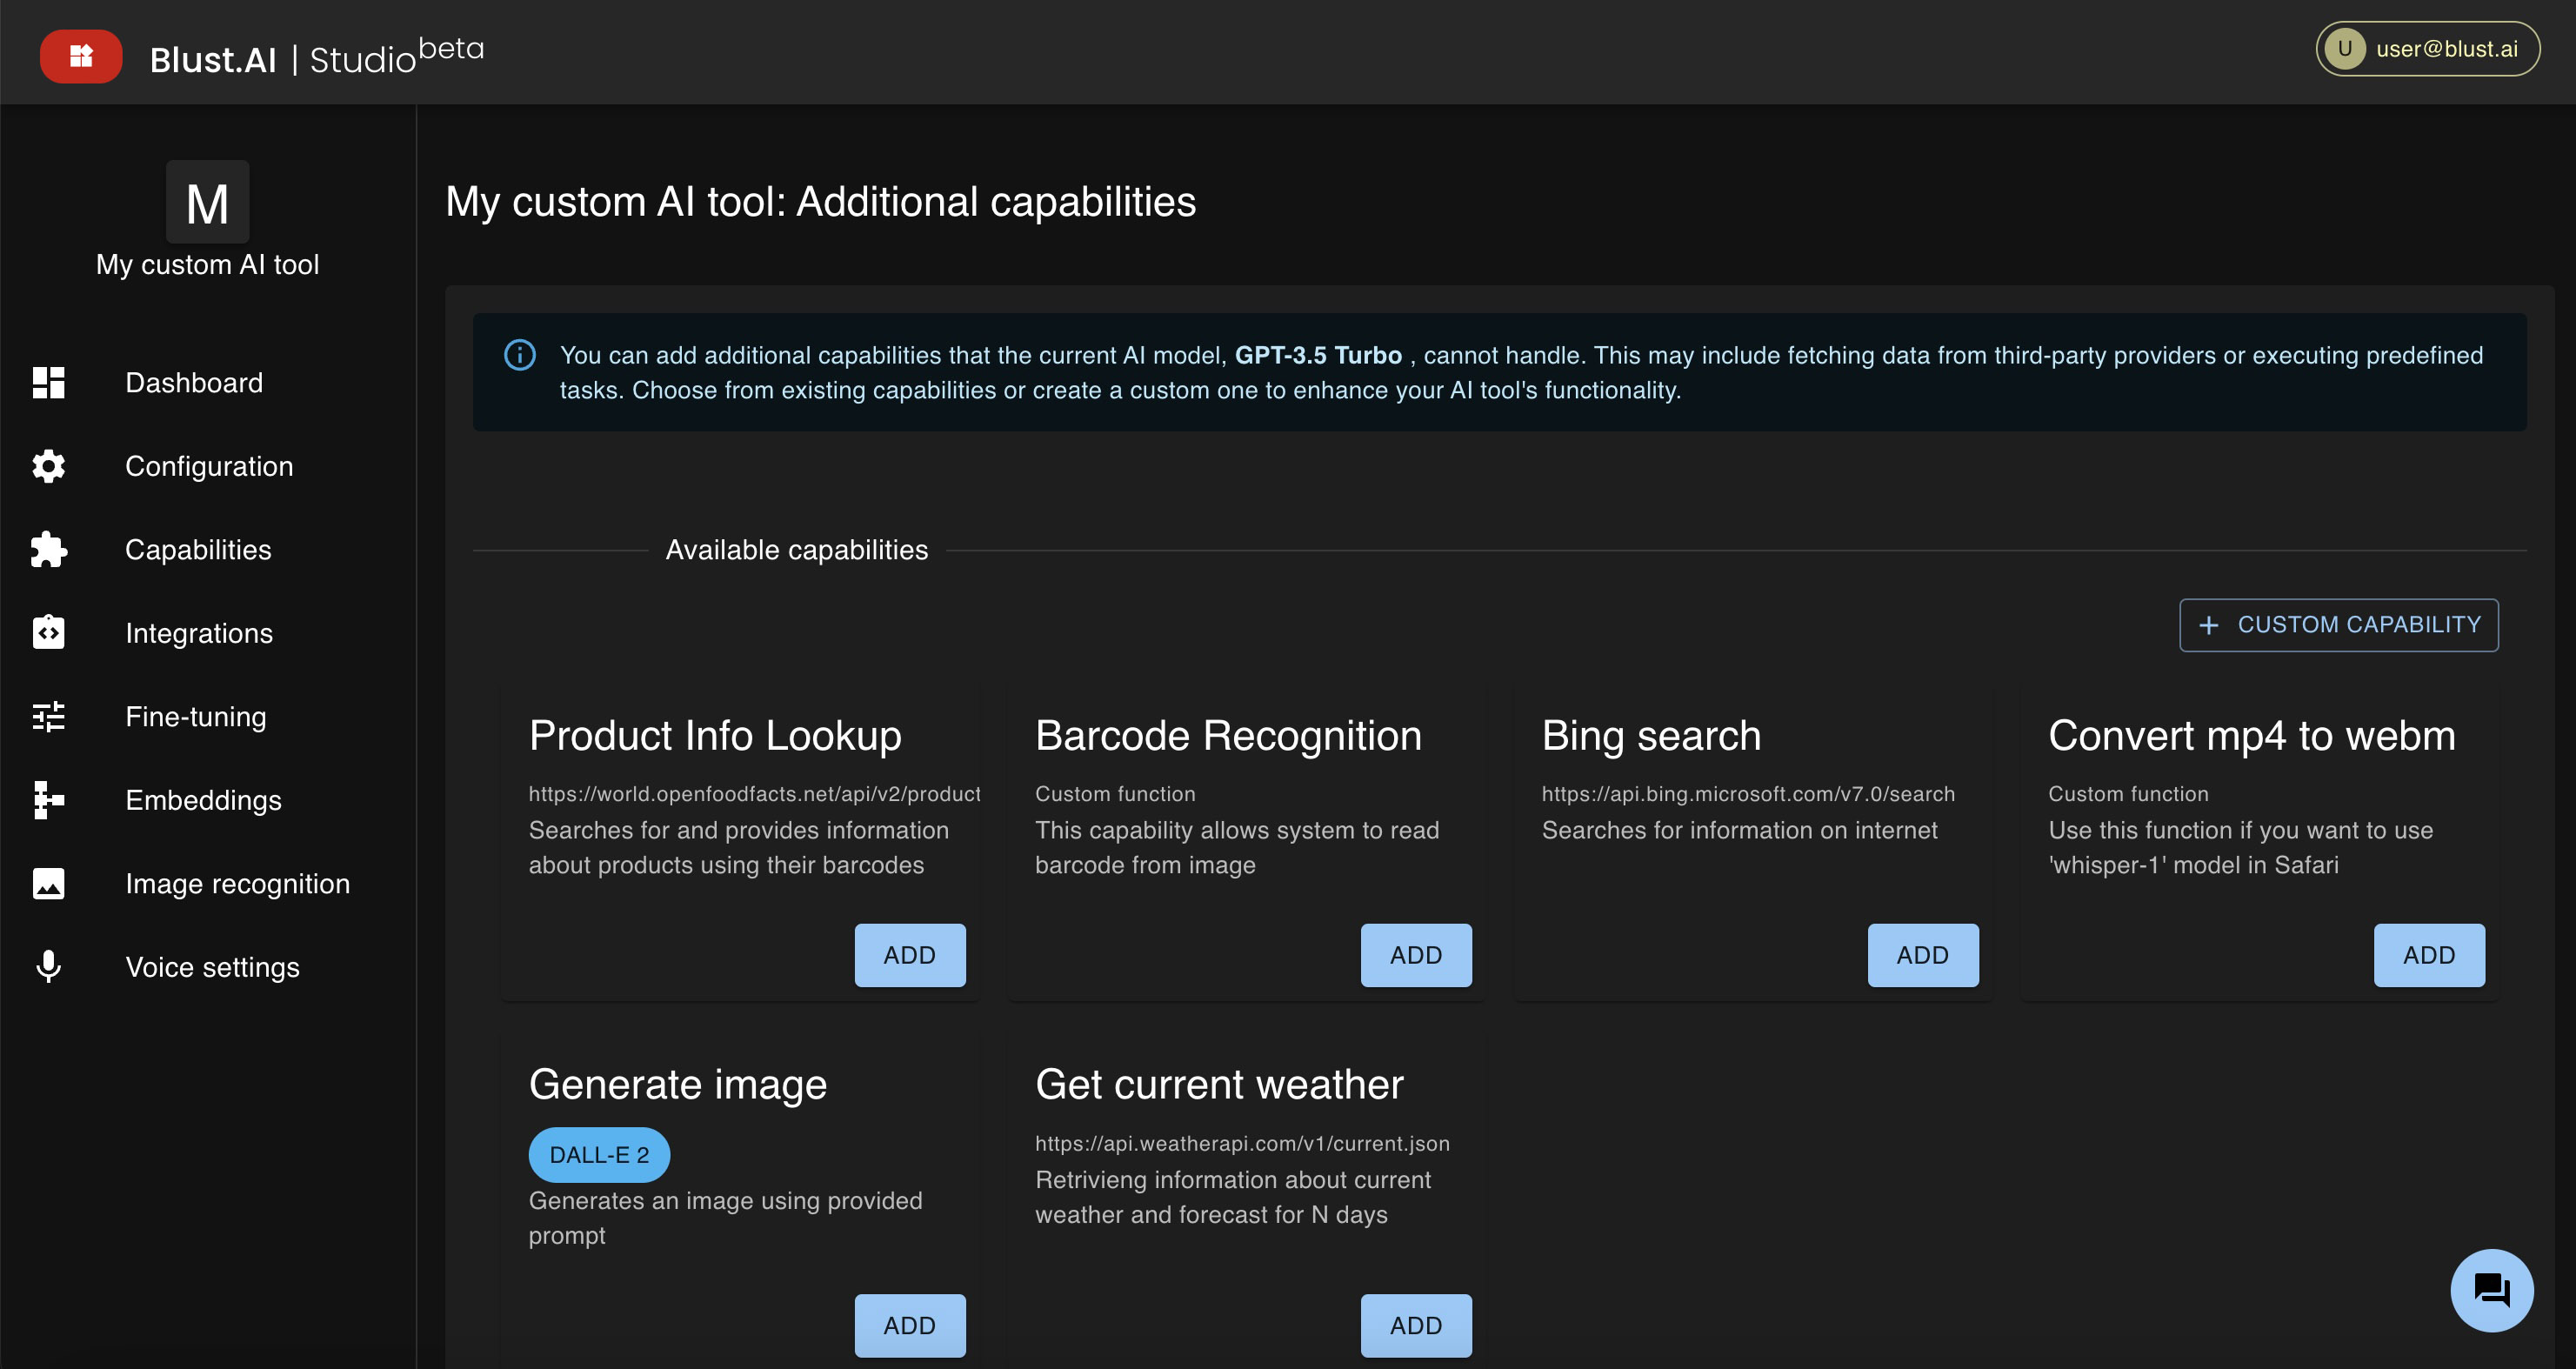 Blust.AI | Studio beta
U user@blust.ai
M
My custom AI tool
Dashboard
Configuration
Capabilities
Integrations
Fine-tuning
Embeddings
Image recognition
Voice settings
My custom AI tool: Additional capabilities
You can add additional capabilities that the current AI model, GPT-3.5 Turbo , cannot handle. This may include fetching data from third-party providers or executing predefined
tasks. Choose from existing capabilities or create a custom one to enhance your AI tool's functionality.
Available capabilities
+ CUSTOM CAPABILITY
Product Info Lookup
https://world.openfoodfacts.net/api/v2/product
Searches for and provides information
about products using their barcodes
ADD
Barcode Recognition
Custom function
This capability allows system to read
barcode from image
ADD
Bing search
https://api.bing.microsoft.com/v7.0/search
Searches for information on internet
ADD
Convert mp4 to webm
Custom function
Use this function if you want to use
'whisper-1' model in Safari
ADD
Generate image
DALL-E 2
Generates an image using provided
prompt
ADD
Get current weather
https://api.weatherapi.com/v1/current.json
Retrivieng information about current
weather and forecast for N days
ADD